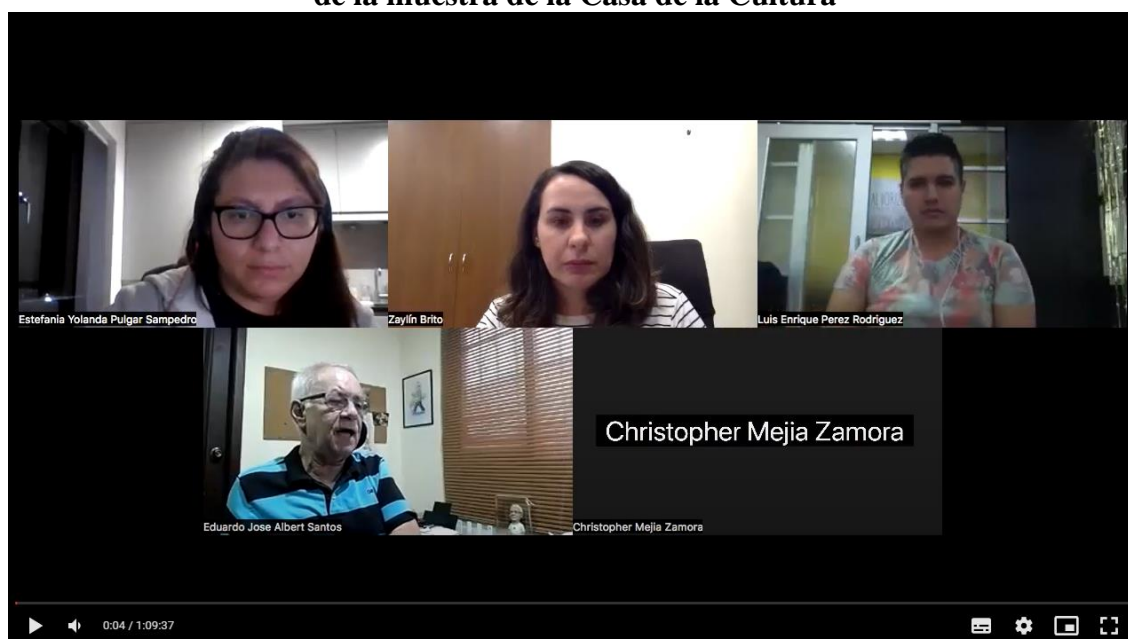 de la muestra de la Casa de la Cultura
Estefania Yolanda Pulgar Sampedro
Zaylín Brito
Luis Enrique Perez Rodriguez
Christopher Mejia Zamora
Eduardo Jose Albert Santos
Christopher Mejia Zamora
0:04 / 1:09:37